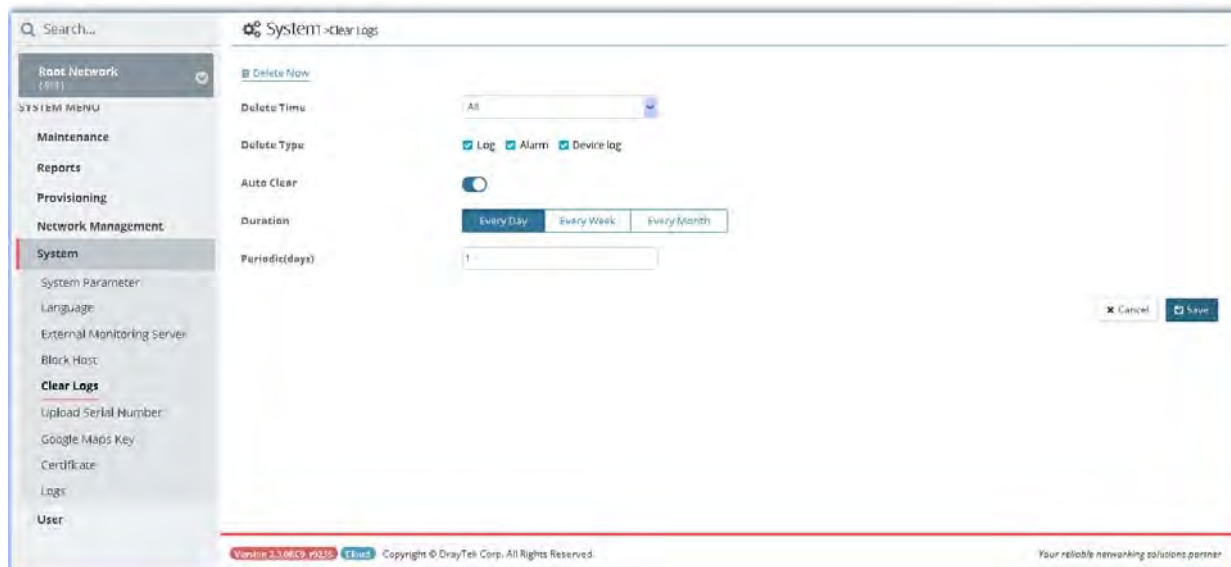 Search...
System >Clear Logs
Root Network
SYSTEM MENU
Maintenance
Reports
Provisioning
Network Management
System
System Parameter
Language
External Monitoring Server
Block Host
Clear Logs
Upload Serial Number
Google Maps Key
Certificate
Logs
User
Delete Now
Delete Time
All
Delete Type
Log Alarm Device log
Auto Clear
Duration
Every Day Every Week Every Month
Periodic(days)
1
Cancel Save
Version Cloud Copyright © DrayTek Corp. All Rights Reserved.
Your reliable networking solutions partner